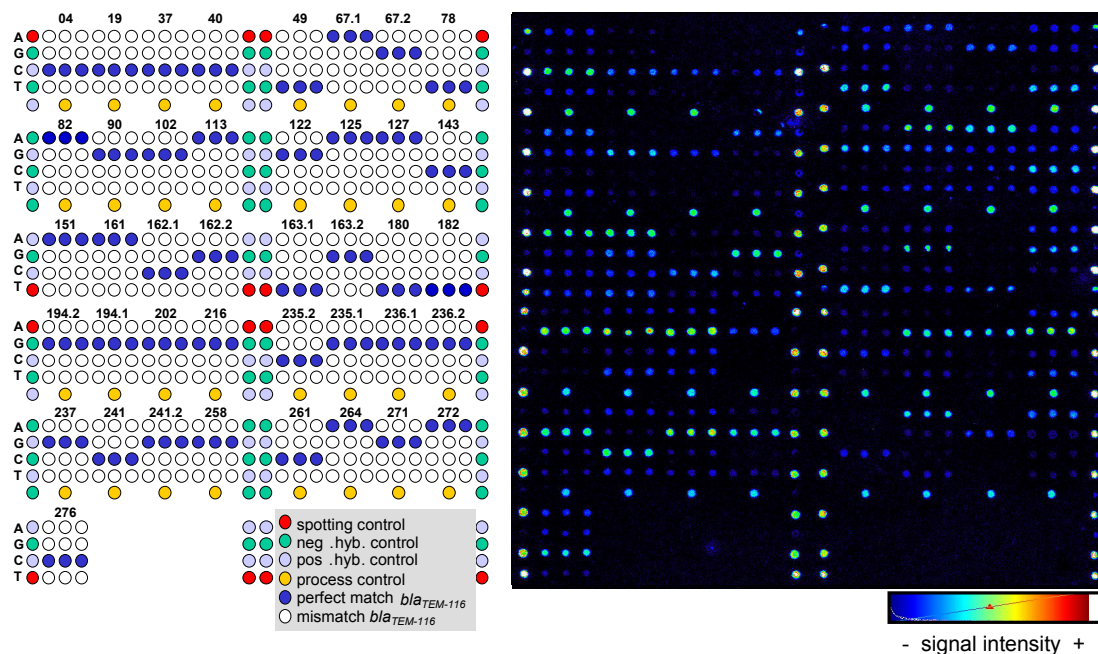 04 19 37 40 49 67.1 67.2 78
A
G
C
T
82 90 102 113 122 125 127 143
A
G
C
T
151 161 162.1 162.2 163.1 163.2 180 182
A
G
C
T
194.2 194.1 202 216 235.2 235.1 236.1 236.2
A
G
C
T
237 241 241.2 258 261 264 271 272
A
G
C
T
276
A
G
C
T
spotting control
neg .hyb. control
pos .hyb. control
process control
perfect match blaTEM-116
mismatch blaTEM-116
- signal intensity +